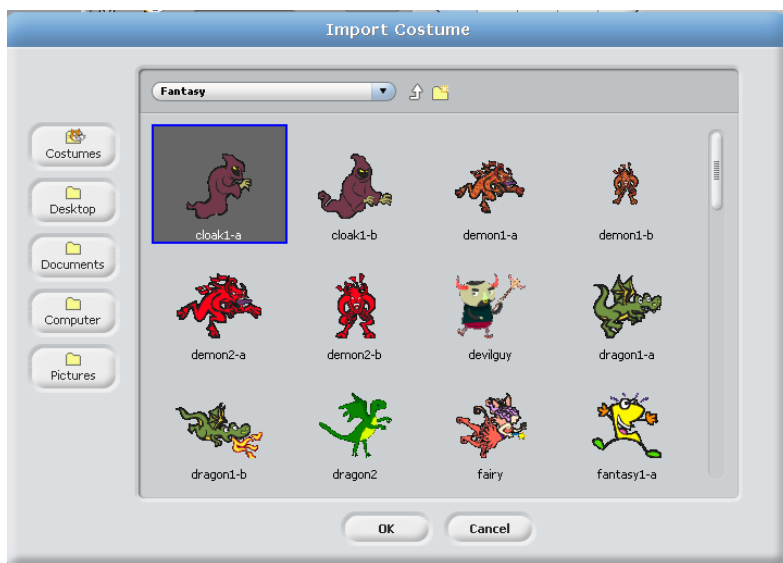 Import Costume
Fantasy
Costumes
Desktop
Documents
Computer
Pictures
cloak1-a
cloak1-b
demon1-a
demon1-b
demon2-a
demon2-b
devilguy
dragon1-a
dragon1-b
dragon2
fairy
fantasy1-a
OK
Cancel